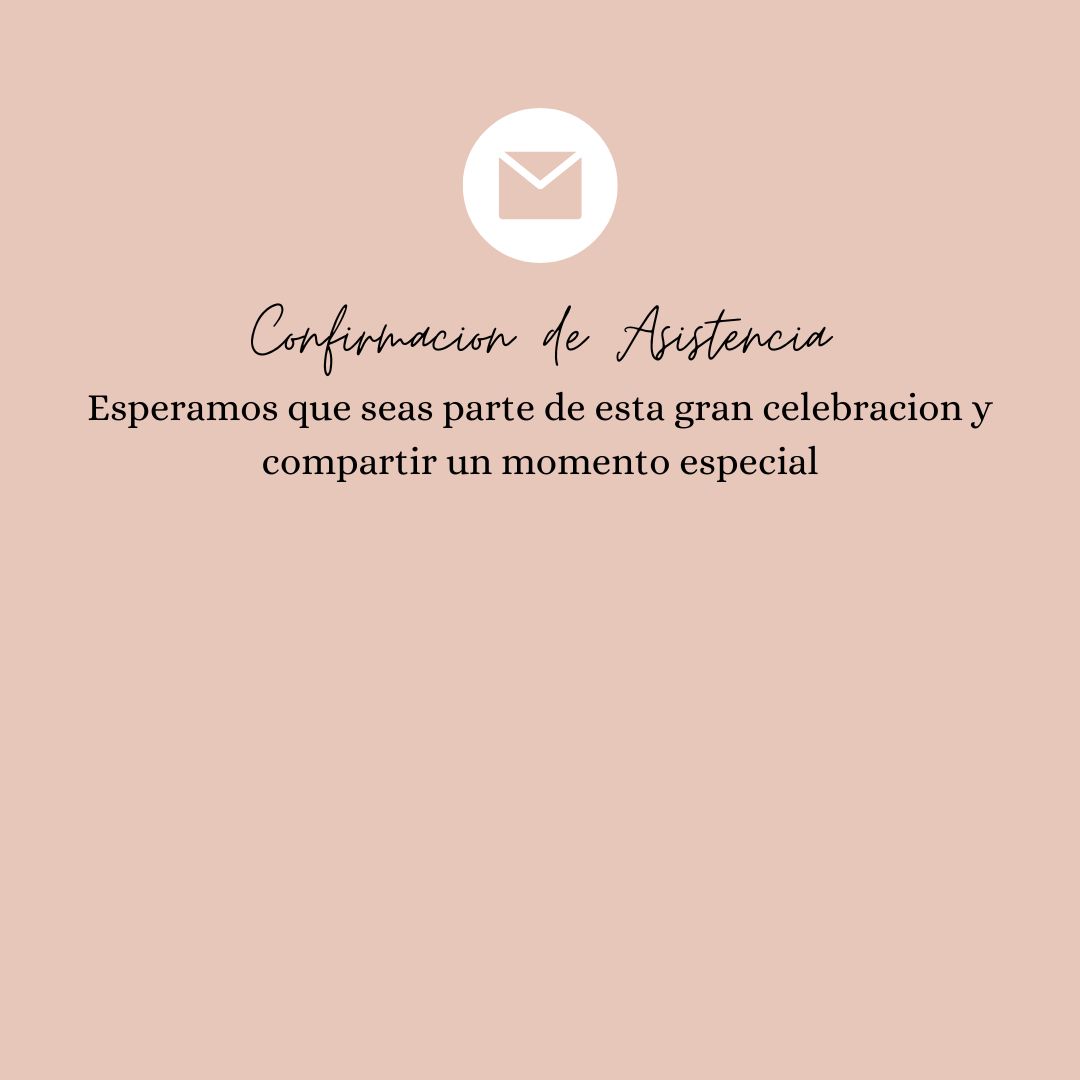 Confirmacion de Asistencia
Esperamos que seas parte de esta gran celebracion y
compartir un momento especial